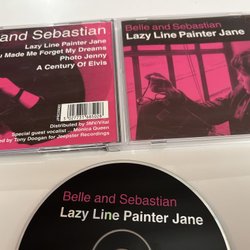 and Sebastian
Lazy Line Painter Jane
Made Me Forget My Dreams
Photo Jenny
A Century Of Elvis
Distributed by
Special guest vocalist ... Monica Queen
by Tony Doogan for Jeepster Recordings
Belle and Sebastian
Lazy Line Painter Jane
Belle and Sebastian
Lazy Line Painter Jane